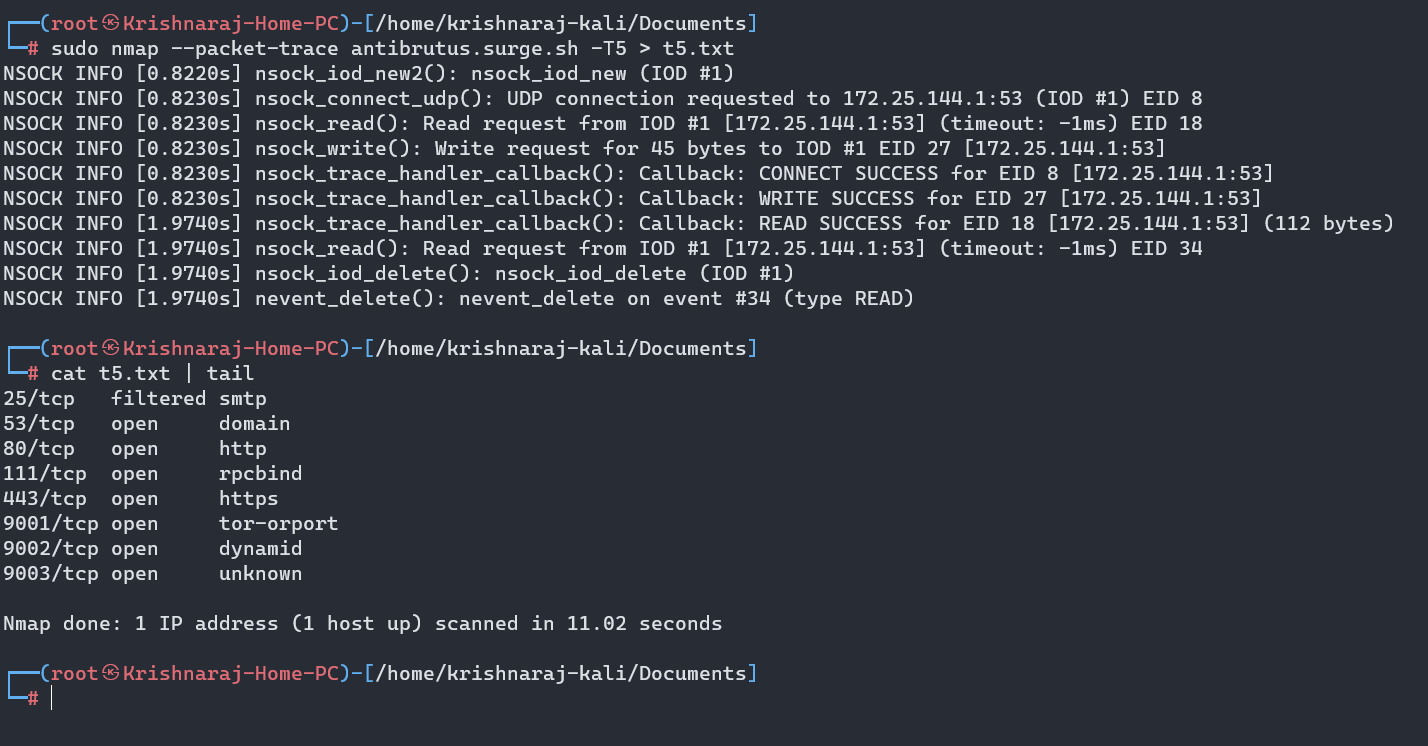 ┌──(root㉿Krishnaraj-Home-PC)-[/home/krishnaraj-kali/Documents]
└─# sudo nmap --packet-trace antibrutus.surge.sh -T5 > t5.txt
NSOCK INFO [0.8220s] nsock_iod_new2(): nsock_iod_new (IOD #1)
NSOCK INFO [0.8230s] nsock_connect_udp(): UDP connection requested to 172.25.144.1:53 (IOD #1) EID 8
NSOCK INFO [0.8230s] nsock_read(): Read request from IOD #1 [172.25.144.1:53] (timeout: -1ms) EID 18
NSOCK INFO [0.8230s] nsock_write(): Write request for 45 bytes to IOD #1 EID 27 [172.25.144.1:53]
NSOCK INFO [0.8230s] nsock_trace_handler_callback(): Callback: CONNECT SUCCESS for EID 8 [172.25.144.1:53]
NSOCK INFO [0.8230s] nsock_trace_handler_callback(): Callback: WRITE SUCCESS for EID 27 [172.25.144.1:53]
NSOCK INFO [1.9740s] nsock_trace_handler_callback(): Callback: READ SUCCESS for EID 18 [172.25.144.1:53] (112 bytes)
NSOCK INFO [1.9740s] nsock_read(): Read request from IOD #1 [172.25.144.1:53] (timeout: -1ms) EID 34
NSOCK INFO [1.9740s] nsock_iod_delete(): nsock_iod_delete (IOD #1)
NSOCK INFO [1.9740s] nevent_delete(): nevent_delete on event #34 (type READ)

┌──(root㉿Krishnaraj-Home-PC)-[/home/krishnaraj-kali/Documents]
└─# cat t5.txt | tail
25/tcp   filtered smtp
53/tcp   open     domain
80/tcp   open     http
111/tcp  open     rpcbind
443/tcp  open     https
9001/tcp open     tor-orport
9002/tcp open     dynamid
9003/tcp open     unknown

Nmap done: 1 IP address (1 host up) scanned in 11.02 seconds

┌──(root㉿Krishnaraj-Home-PC)-[/home/krishnaraj-kali/Documents]
└─#